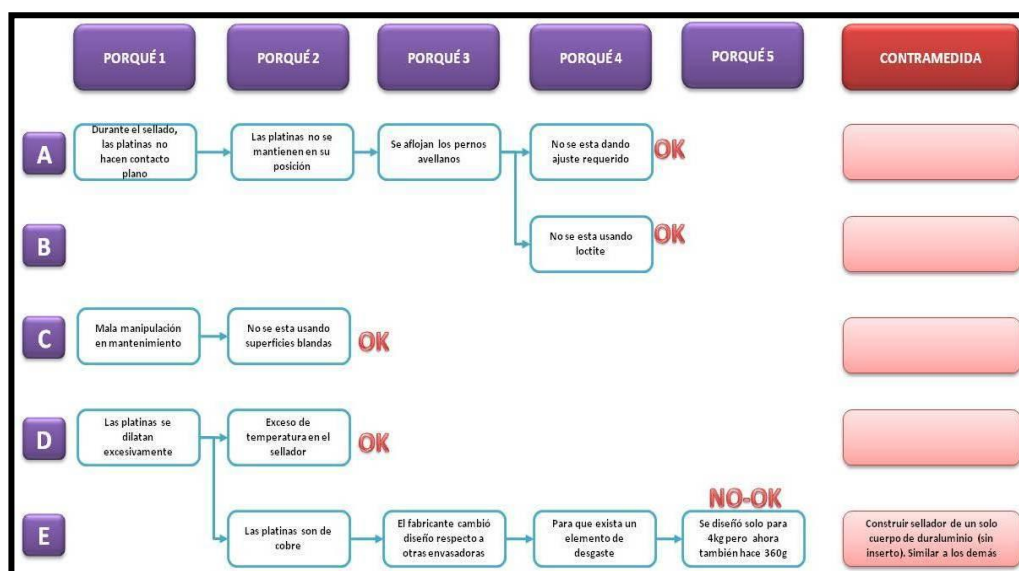 PORQUÉ 1
PORQUÉ 2
PORQUÉ 3
PORQUÉ 4
PORQUÉ 5
CONTRAMEDIDA
A
Durante el sellado,
las platinas no
hacen contacto
plano
Las platinas no se
mantienen en su
posición
Se aflojan los pernos
avellanos
No se esta dando
ajuste requerido
OK
B
No se esta usando
loctite
OK
C
Mala manipulación
en mantenimiento
No se esta usando
superficies blandas
OK
D
Las platinas se
dilatan
excesivamente
Exceso de
temperatura en el
sellador
OK
E
Las platinas son de
cobre
El fabricante cambió
diseño respecto a
otras envasadoras
Para que exista un
elemento de
desgaste
NO-OK
Se diseñó solo para
4kg pero ahora
también hace 360g
Construir sellador de un solo
cuerpo de duraluminio (sin
inserto). Similar a los demás